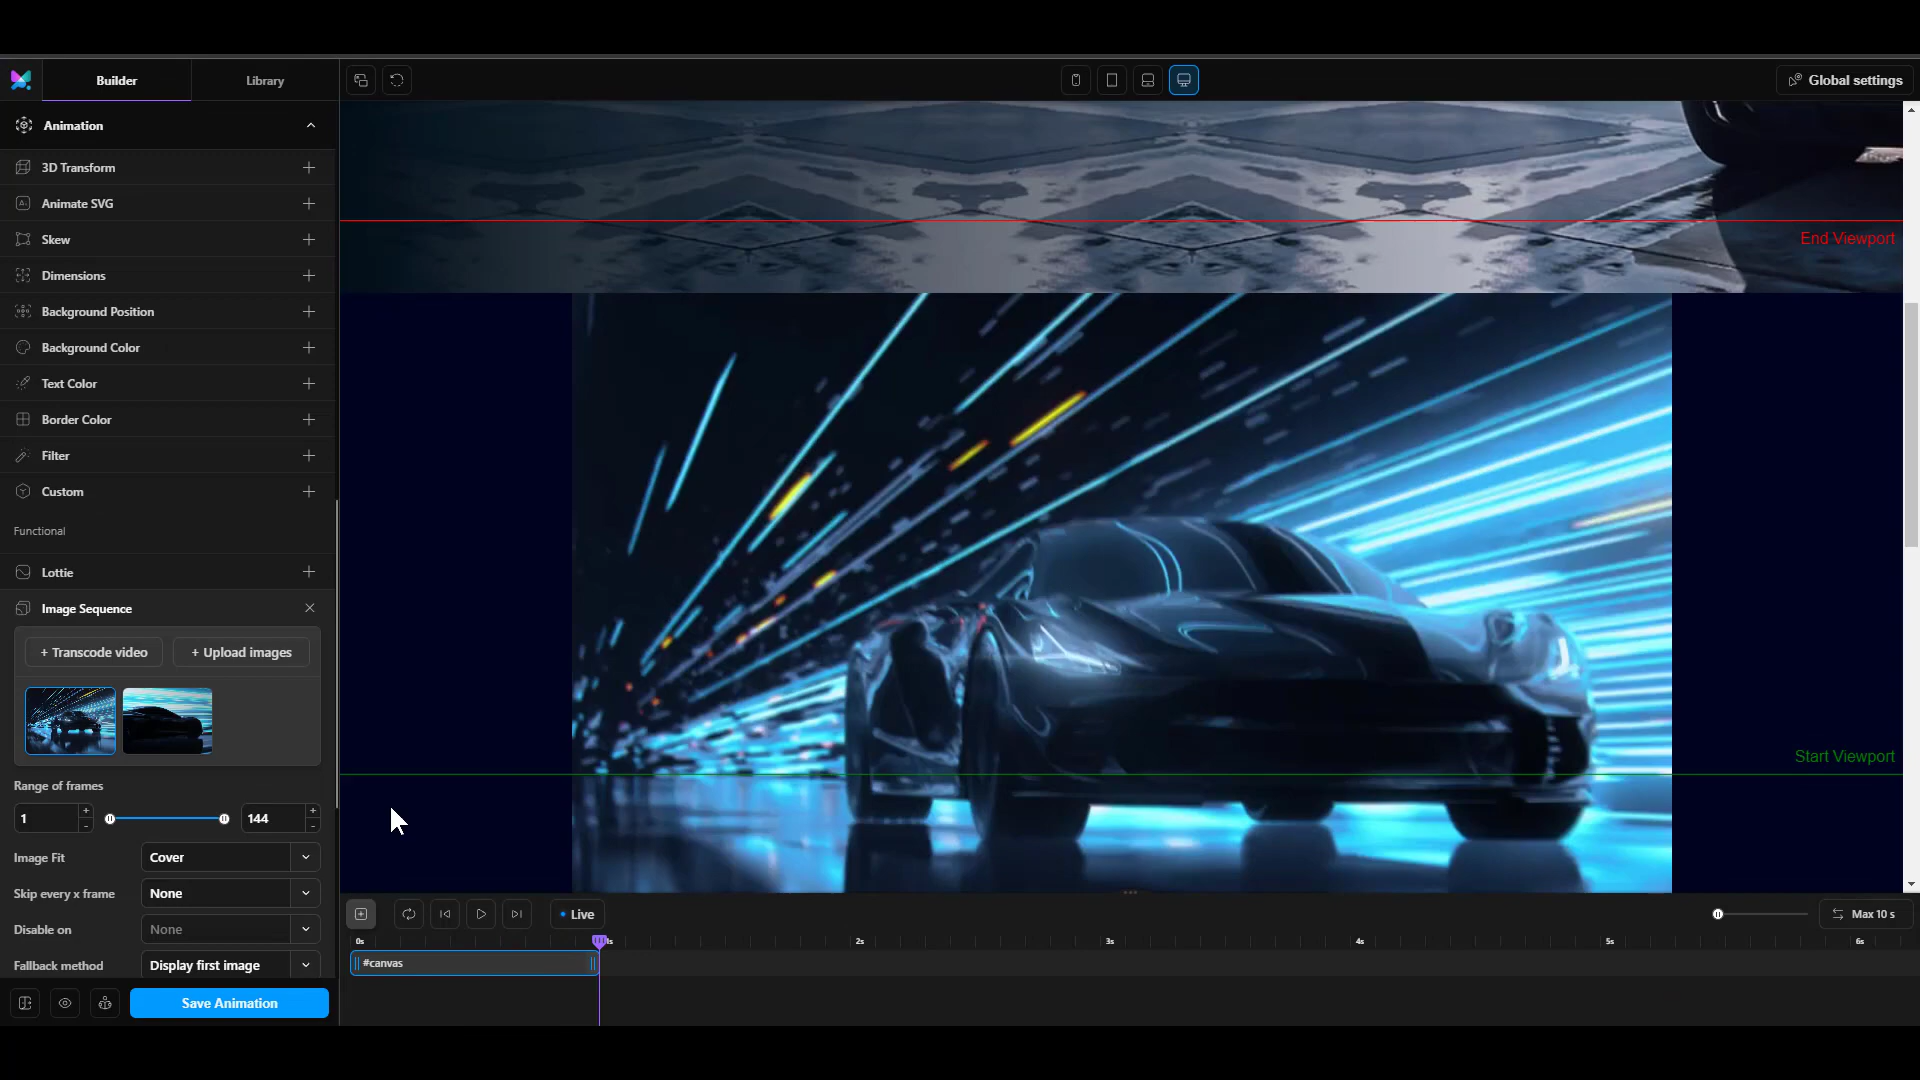 Builder
Library
Global settings
Animation
3D Transform
Animate SVG
Skew
Dimensions
Background Position
Background Color
Text Color
Border Color
Filter
Custom
Functional
Lottie
Image Sequence
+ Transcode video
+ Upload images
Range of frames
1
144
Image Fit
Cover
Skip every x frame
None
Disable on
None
Fallback method
Display first image
Save Animation
End Viewport
Start Viewport
Live
Max 10 s
0s
2s
3s
4s
5s
6s
#canvas